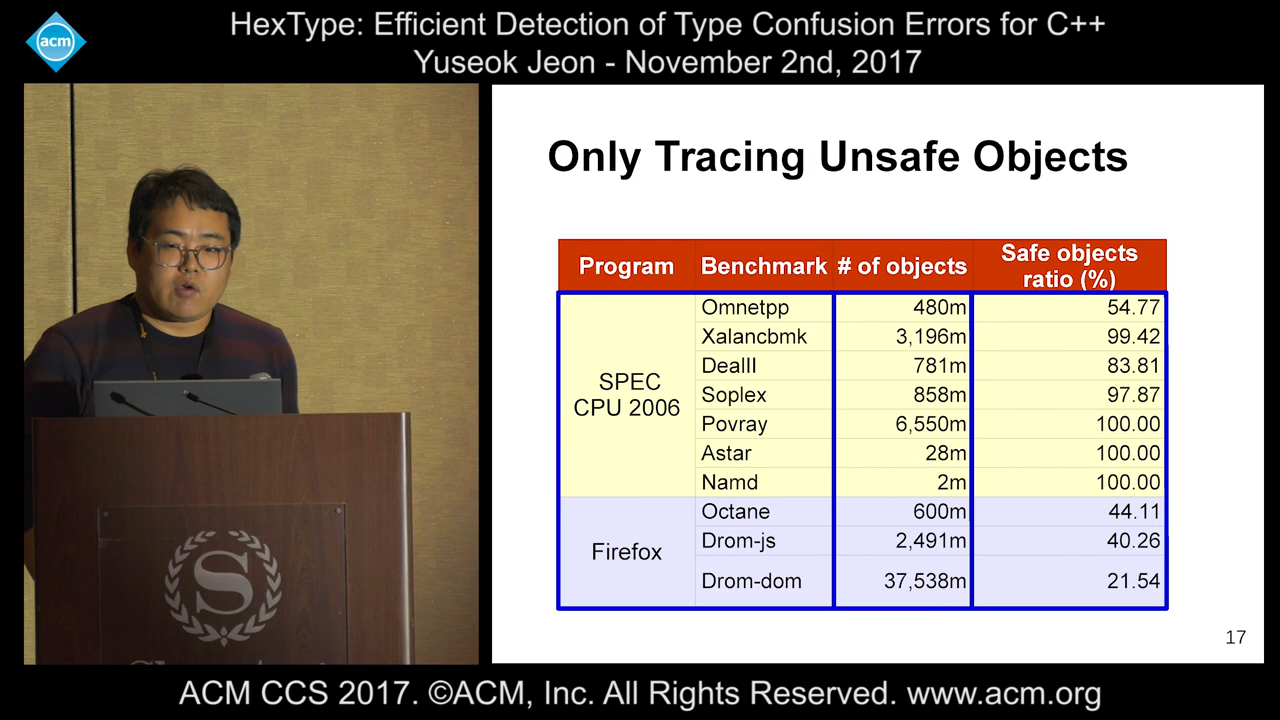 acm
HexType: Efficient Detection of Type Confusion Errors for C++
Yuseok Jeon - November 2nd, 2017
Only Tracing Unsafe Objects
Program Benchmark # of objects Safe objects ratio (%)
SPEC CPU 2006
Omnetpp 480m 54.77
Xalancbmk 3,196m 99.42
DealII 781m 83.81
Soplex 858m 97.87
Povray 6,550m 100.00
Astar 28m 100.00
Namd 2m 100.00
Firefox
Octane 600m 44.11
Drom-js 2,491m 40.26
Drom-dom 37,538m 21.54
17
S
ACM CCS 2017. ©ACM, Inc. All Rights Reserved. www.acm.org